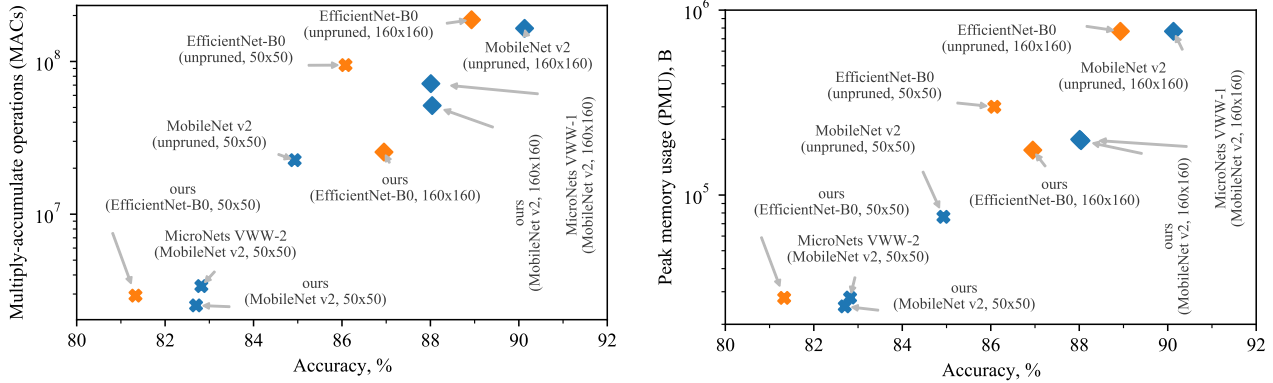 Multiply-accumulate operations (MACs)
10^8
10^7
EfficientNet-B0
(unpruned, 160x160)
EfficientNet-B0
(unpruned, 50x50)
MobileNet v2
(unpruned, 160x160)
MobileNet v2
(unpruned, 50x50)
ours
(EfficientNet-B0, 160x160)
ours
(EfficientNet-B0, 50x50)
MicroNets VWW-2
(MobileNet v2, 50x50)
ours
(MobileNet v2, 50x50)
ours
(MobileNet v2, 160x160)
MicroNets VWW-1
(MobileNet v2, 160x160)
80 82 84 86 88 90 92
Accuracy, %
Peak memory usage (PMU), B
10^6
10^5
EfficientNet-B0
(unpruned, 160x160)
MobileNet v2
(unpruned, 160x160)
EfficientNet-B0
(unpruned, 50x50)
MobileNet v2
(unpruned, 50x50)
ours
(EfficientNet-B0, 160x160)
ours
(EfficientNet-B0, 50x50)
MicroNets VWW-2
(MobileNet v2, 50x50)
ours
(MobileNet v2, 50x50)
ours
(MobileNet v2, 160x160)
MicroNets VWW-1
(MobileNet v2, 160x160)
80 82 84 86 88 90 92
Accuracy, %